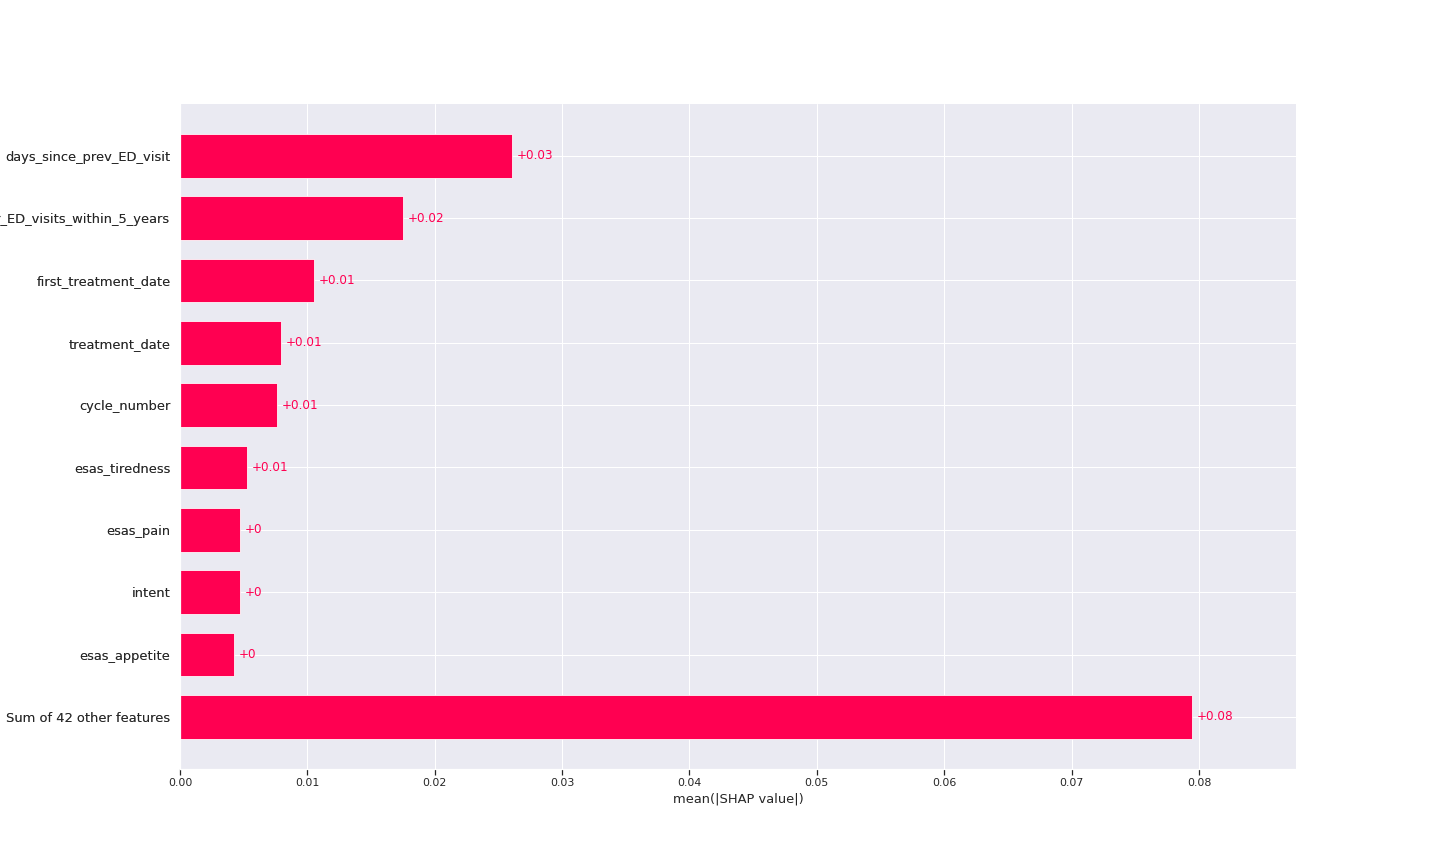 days_since_prev_ED_visit
+0.03
_ED_visits_within_5_years
+0.02
first_treatment_date
+0.01
treatment_date
+0.01
cycle_number
+0.01
esas_tiredness
+0.01
esas_pain
+0
intent
+0
esas_appetite
+0
Sum of 42 other features
+0.08
0.00 0.01 0.02 0.03 0.04 0.05 0.06 0.07 0.08
mean(|SHAP value|)